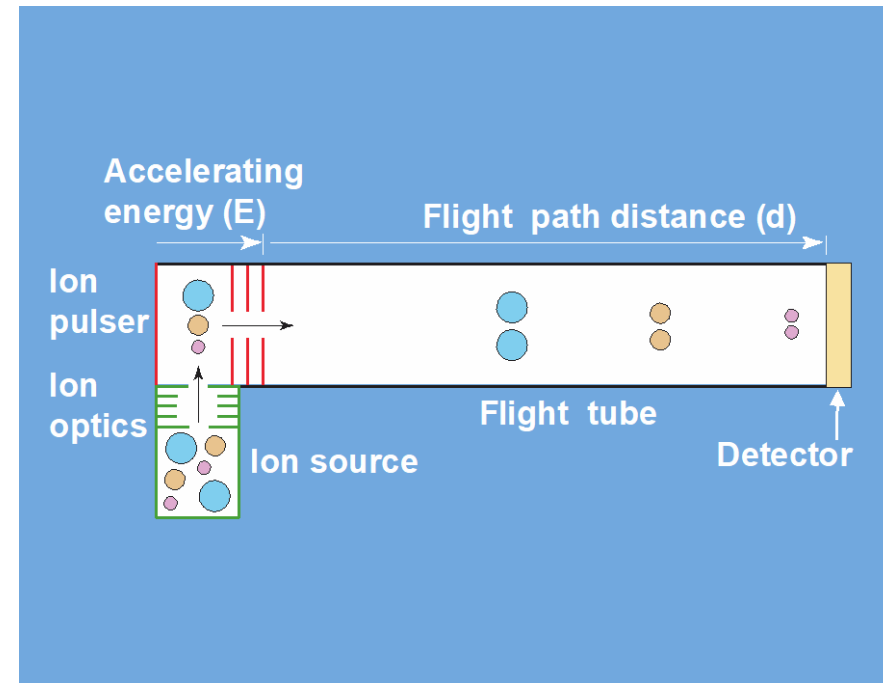 Accelerating
energy (E)
Flight path distance (d)
Ion
pulser
Ion
optics
Flight tube
Ion source
Detector